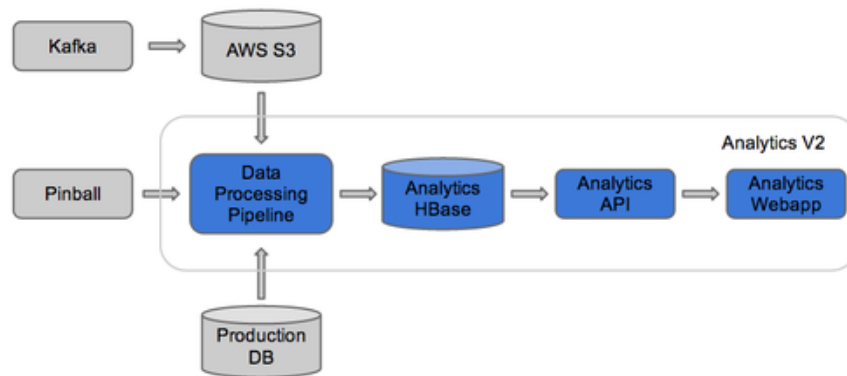 Kafka
AWS S3
Analytics V2
Pinball
Data
Processing
Pipeline
Analytics
HBase
Analytics
API
Analytics
Webapp
Production
DB